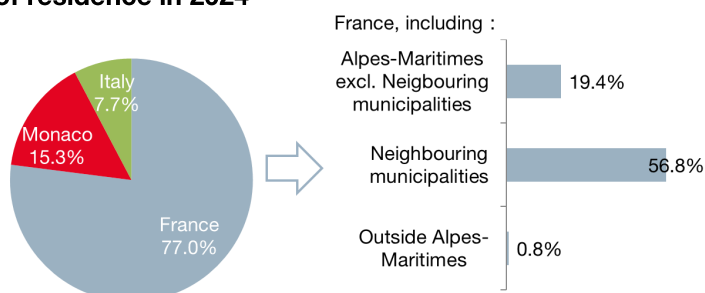 of residence in 2024
France, including :
Alpes-Maritimes
excl. Neigbouring
municipalities
19.4%
Neighbouring
municipalities
56.8%
Outside Alpes-
Maritimes
0.8%
Italy
7.7%
Monaco
15.3%
France
77.0%